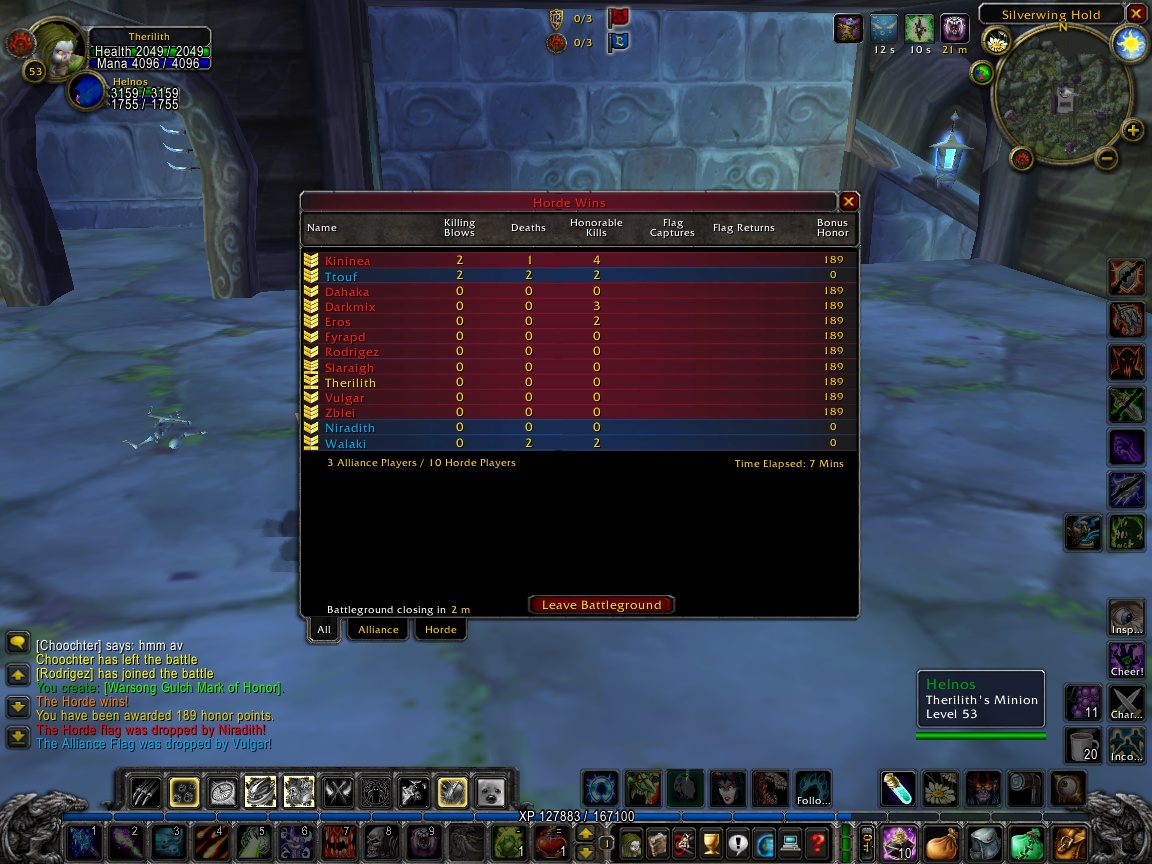 Therilith
Health 2049 / 2049
Mana 4096 / 4096
53
Helnos
3159 / 3159
1755 / 1755
0/3
0/3
12 s 10 s 21 m
Silverwing Hold
N
Horde Wins
Name Killing Blows Deaths Honorable Kills Flag Captures Flag Returns Bonus Honor
Kininea 2 1 4 189
Ttouf 2 2 2 0
Dahaka 0 0 0 189
Darkmix 0 0 3 189
Eros 0 0 2 189
Fyrapd 0 0 0 189
Rodrigez 0 0 0 189
Slaraigh 0 0 0 189
Therilith 0 0 0 189
Vulgar 0 0 0 189
Zblei 0 0 0 189
Niradith 0 0 0 0
Walaki 0 2 2 0
3 Alliance Players / 10 Horde Players Time Elapsed: 7 Mins
Battleground closing in 2 m
Leave Battleground
All Alliance Horde
[Choochter] says: hmm av
Choochter has left the battle
[Rodrigez] has joined the battle
You create: [Warsong Gulch Mark of Honor].
The Horde wins!
You have been awarded 189 honor points.
The Horde flag was dropped by Niradith!
The Alliance Flag was dropped by Vulgar!
Helnos
Therilith's Minion
Level 53
Insp...
Cheer!
11 Char...
20 Inco...
Follo...
XP 127883 / 167100
1 2 3 4 5 6 7 8 9 - =
1 1
1
10